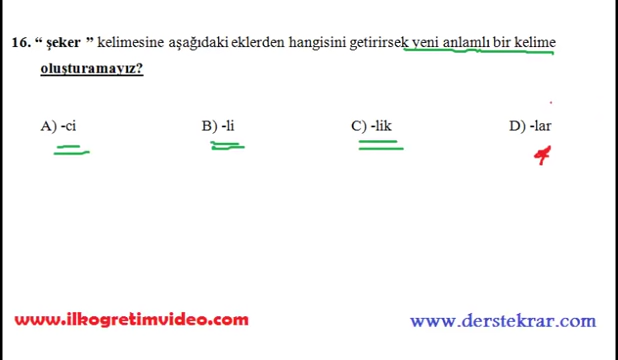 16. “ şeker ” kelimesine aşağıdaki eklerden hangisini getirirsek yeni anlamlı bir kelime
oluşturamayız?
A) -ci B) -li C) -lik D) -lar
www.ilkogretimvideo.com www.derstekrar.com